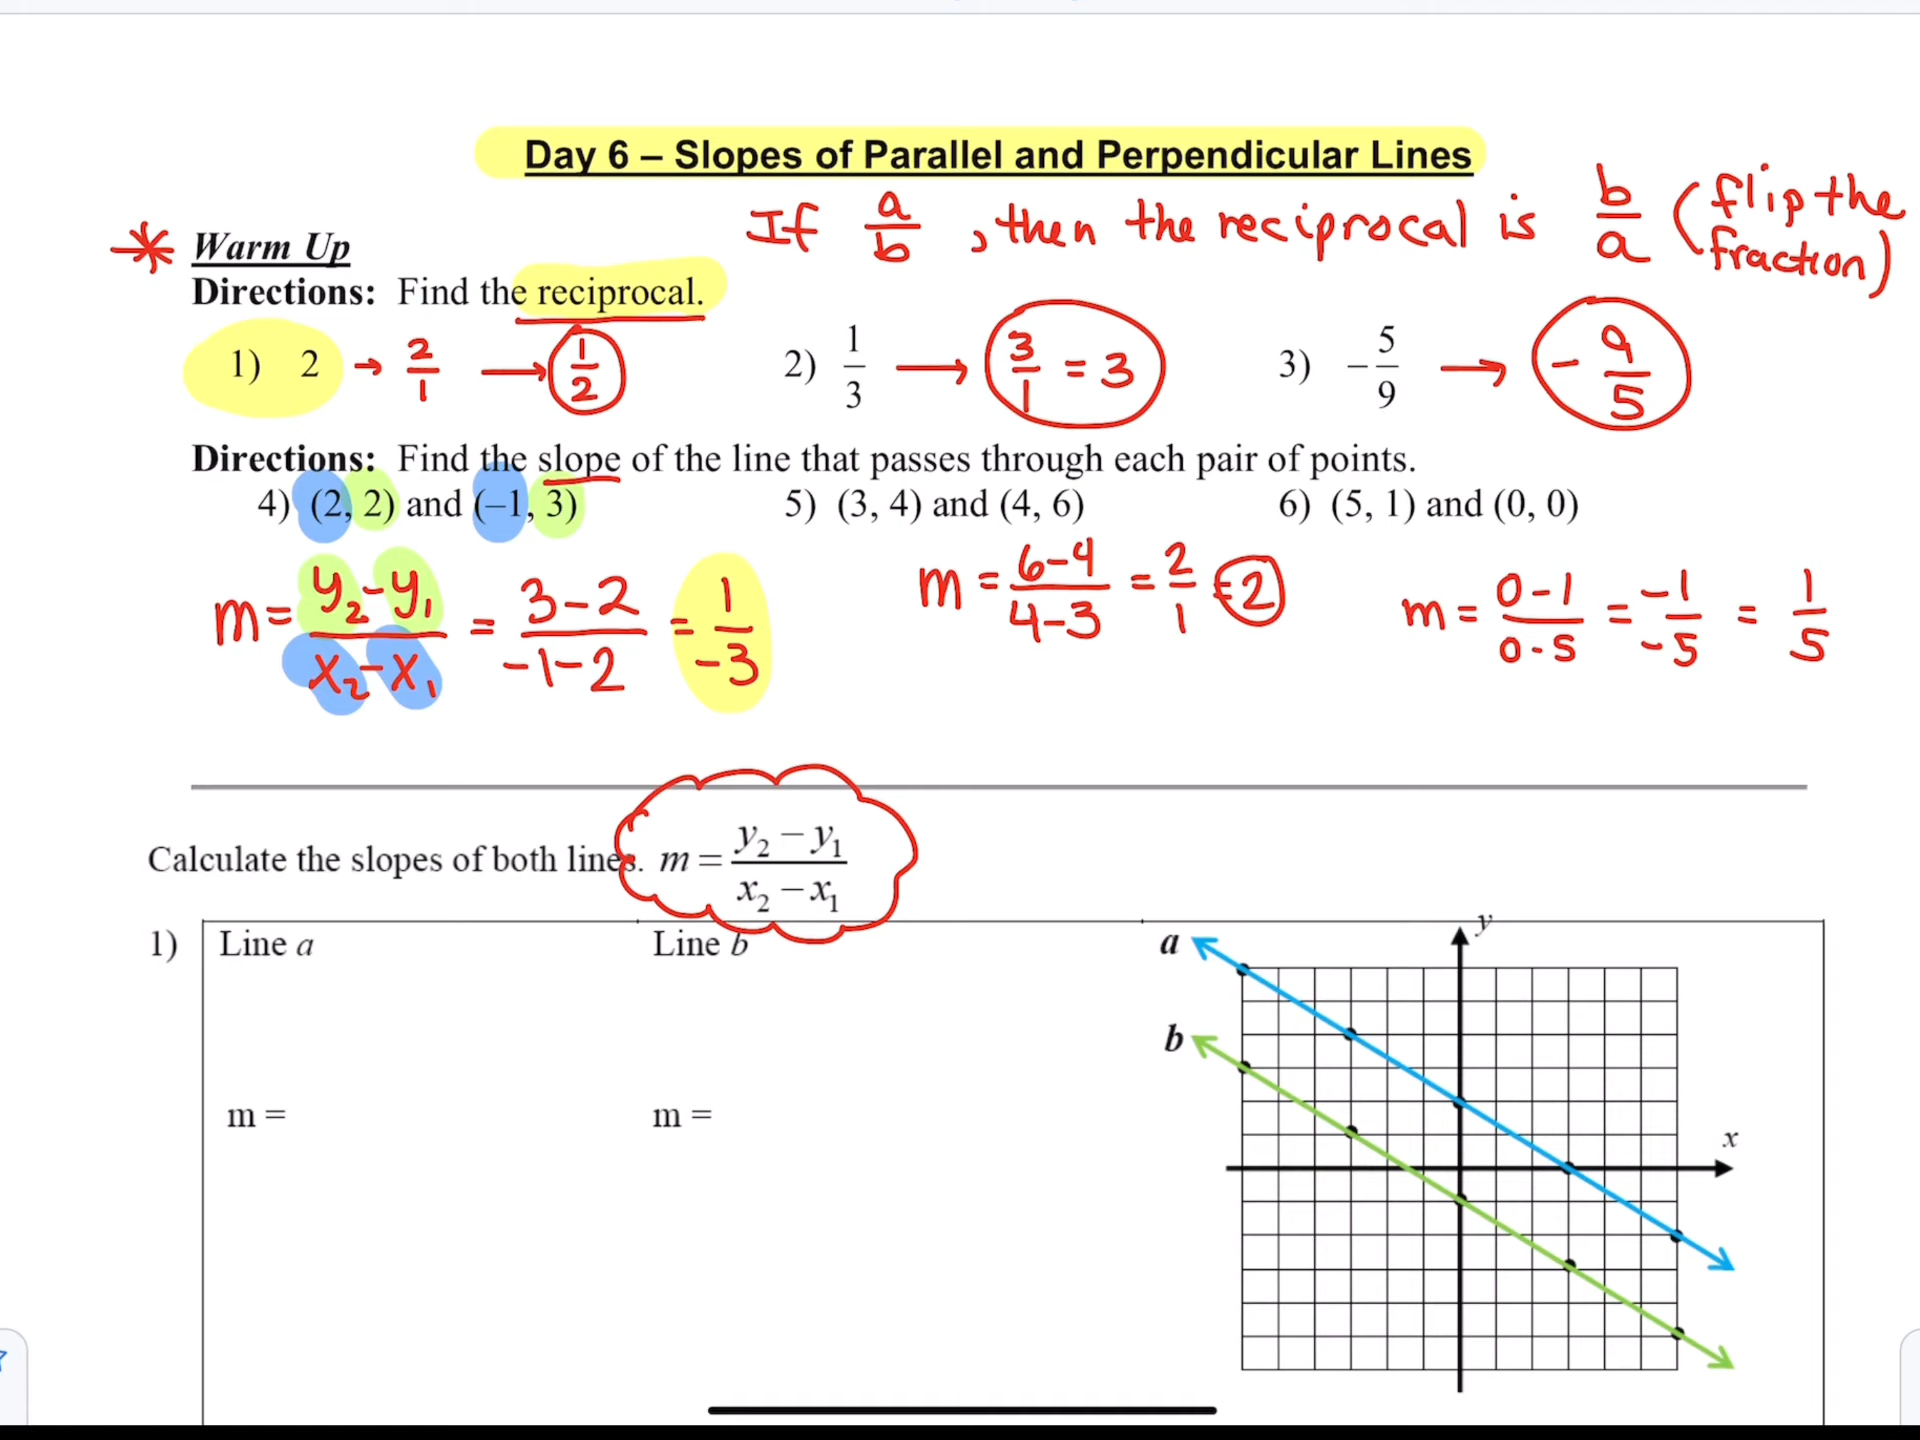 Day 6 – Slopes of Parallel and Perpendicular Lines
If a/b, then the reciprocal is b/a (flip the fraction)
Warm Up
Directions: Find the reciprocal.
1) 2 → 2/1 → 1/2 2) 1/3 → 3/1 = 3 3) -5/9 → -9/5
Directions: Find the slope of the line that passes through each pair of points.
4) (2, 2) and (–1, 3) 5) (3, 4) and (4, 6) 6) (5, 1) and (0, 0)
m = y₂-y₁/x₂-x₁ = 3-2/-1-2 = 1/-3 m = 6-4/4-3 = 2/1 = 2 m = 0-1/0-5 = -1/-5 = 1/5
Calculate the slopes of both lines. m = y₂ − y₁/x₂ − x₁
1) Line a Line b
a
y
b
m = m =
x